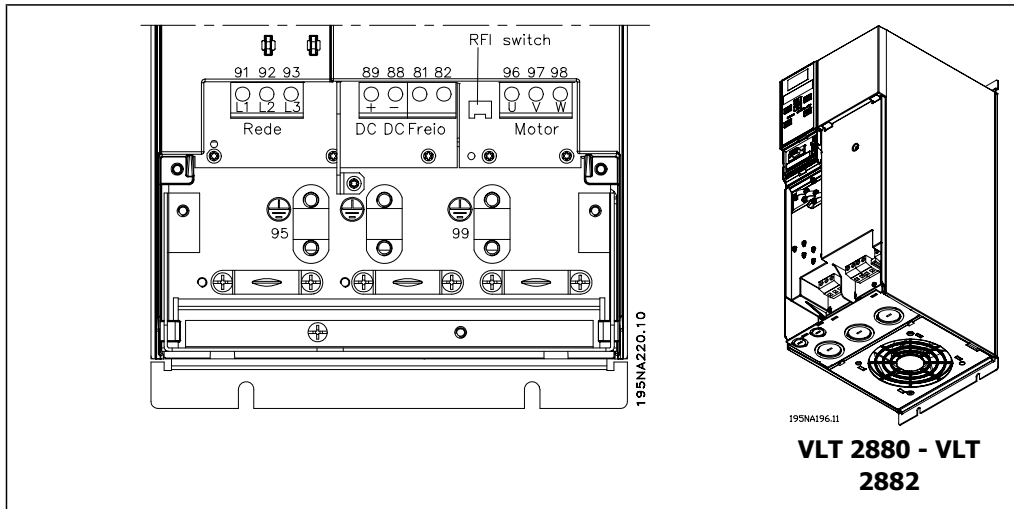 RFI switch
91 92 93 89 88 81 82 96 97 98
L1 L2 L3 + − U V W
Rede DC DC Freio Motor
95 99
195NA220.10
195NA196.11
VLT 2880 - VLT
2882